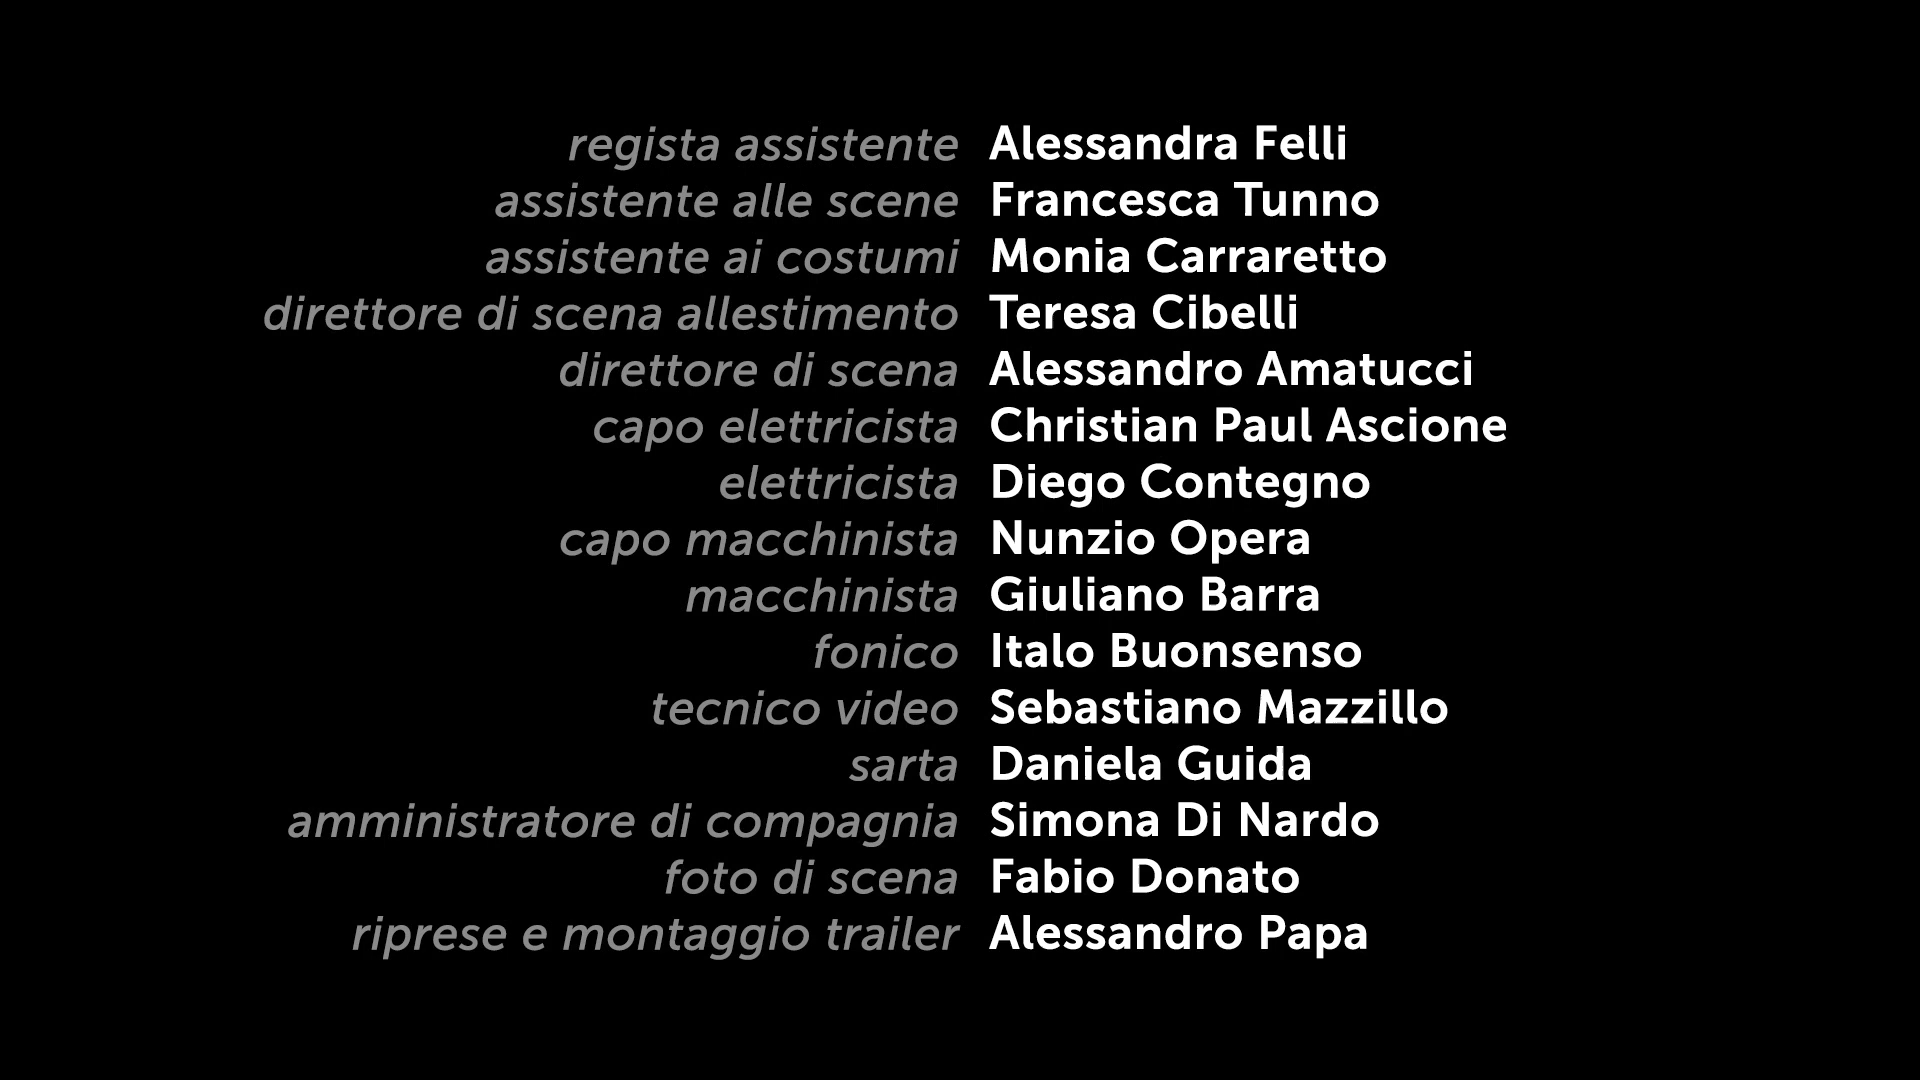 regista assistente Alessandra Felli
assistente alle scene Francesca Tunno
assistente ai costumi Monia Carraretto
direttore di scena allestimento Teresa Cibelli
direttore di scena Alessandro Amatucci
capo elettricista Christian Paul Ascione
elettricista Diego Contegno
capo macchinista Nunzio Opera
macchinista Giuliano Barra
fonico Italo Buonsenso
tecnico video Sebastiano Mazzillo
sarta Daniela Guida
amministratore di compagnia Simona Di Nardo
foto di scena Fabio Donato
riprese e montaggio trailer Alessandro Papa